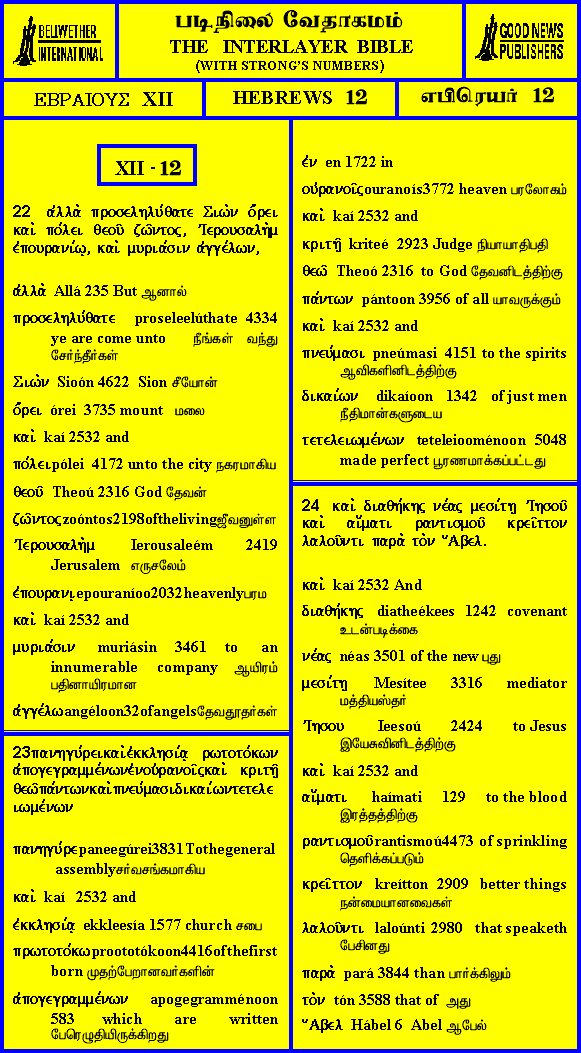 BELLWETHER
INTERNATIONAL
படிநிலை வேதாகமம்
THE INTERLAYER BIBLE
(WITH STRONG'S NUMBERS)
GOOD NEWS
PUBLISHERS
ΕΒΡΑΙΟΥΣ XII
HEBREWS 12
எபிரெயர் 12
XII - 12
22 ἀλλὰ προσεληλύθατε Σιὼν ὄρει
καὶ πόλει θεοῦ ζῶντος, Ἰερουσαλὴμ
ἐπουρανίῳ, καὶ μυριάσιν ἀγγέλων,
ἀλλὰ Allá 235 But ஆனால்
προσεληλύθατε proseleelúthate 4334
ye are come unto நீங்கள் வந்து
சேர்ந்தீர்கள்
Σιὼν Sioón 4622 Sion சீயோன்
ὄρει órei 3735 mount மலை
καὶ kaí 2532 and
πόλει pólei 4172 unto the city நகரமாகிய
θεοῦ Theoú 2316 God தேவன்
ζῶντος zoóntos 2198 of the living ஜீவனுள்ள
Ἰερουσαλὴμ Ierousaleém 2419
Jerusalem எருசலேம்
ἐπουρανι epouraníoo 2032 heavenly பரம
καὶ kaí 2532 and
μυριάσιν muriásin 3461 to an
innumerable company ஆயிரம்
பதினாயிரமான
ἀγγέλω angéloon 32 of angels தேவதூதர்கள்
23 πανηγύρει καὶ ἐκκλησίᾳ ρωτοτόκων
ἀπογεγραμμένων ἐν οὐρανοῖς καὶ κριτῇ
θεῷ πάντων καὶ πνεύμασι δικαίων τετελε
ιωμένων
πανηγύρε paneegúrei 3831 To the general
assembly சர்வசங்கமாகிய
καὶ kaí 2532 and
ἐκκλησίᾳ ekkleesía 1577 church சபை
πρωτοτόκω proototókoon 4416 of the first
born முதற்பேறானவர்களின்
ἀπογεγραμμένων apogegramménoon
583 which are written
பேரெழுதியிருக்கிறது
ἐν en 1722 in
οὐρανοῖς ouranoís 3772 heaven பரலோகம்
καὶ kaí 2532 and
κριτῇ kriteé 2923 Judge நியாயாதிபதி
θεῷ Theoó 2316 to God தேவனிடத்திற்கு
πάντων pántoon 3956 of all யாவருக்கும்
καὶ kaí 2532 and
πνεύμασι pneúmasi 4151 to the spirits
ஆவிகளினிடத்திற்கு
δικαίων dikaíoon 1342 of just men
நீதிமான்களுடைய
τετελειωμένων teteleiooménoon 5048
made perfect பூரணமாக்கப்பட்டது
24 καὶ διαθήκης νέας μεσίτῃ Ἰησοῦ
καὶ αἵματι ραντισμοῦ κρεῖττον
λαλοῦντι παρὰ τὸν Ἅβελ.
καὶ kaí 2532 And
διαθήκης diatheékees 1242 covenant
உடன்படிக்கை
νέας néas 3501 of the new புது
μεσίτῃ Mesítee 3316 mediator
மத்தியஸ்தர்
Ἰησου Ieesoú 2424 to Jesus
இயேசுவினிடத்திற்கு
καὶ kaí 2532 and
αἵματι haímati 129 to the blood
இரத்தத்திற்கு
ραντισμοῦ rantismoú 4473 of sprinkling
தெளிக்கப்படும்
κρεῖττον kreítton 2909 better things
நன்மையானவைகள்
λαλοῦντι laloúnti 2980 that speaketh
பேசினது
παρὰ pará 3844 than பார்க்கிலும்
τὸν tón 3588 that of அது
Ἅβελ Hábel 6 Abel ஆபேல்